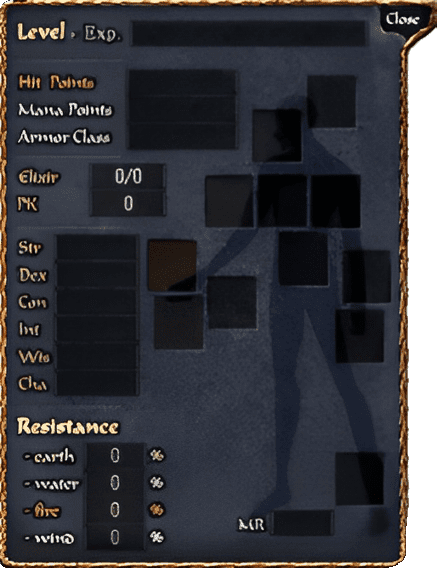 Close
Level · Exp.
Hit Points
Mana Points
Armor Class
Elixir 0/0
PK 0
Str
Dex
Con
Int
Wis
Cha
Resistance
- earth 0 %
- water 0 %
- fire 0 %
- wind 0 %
MR